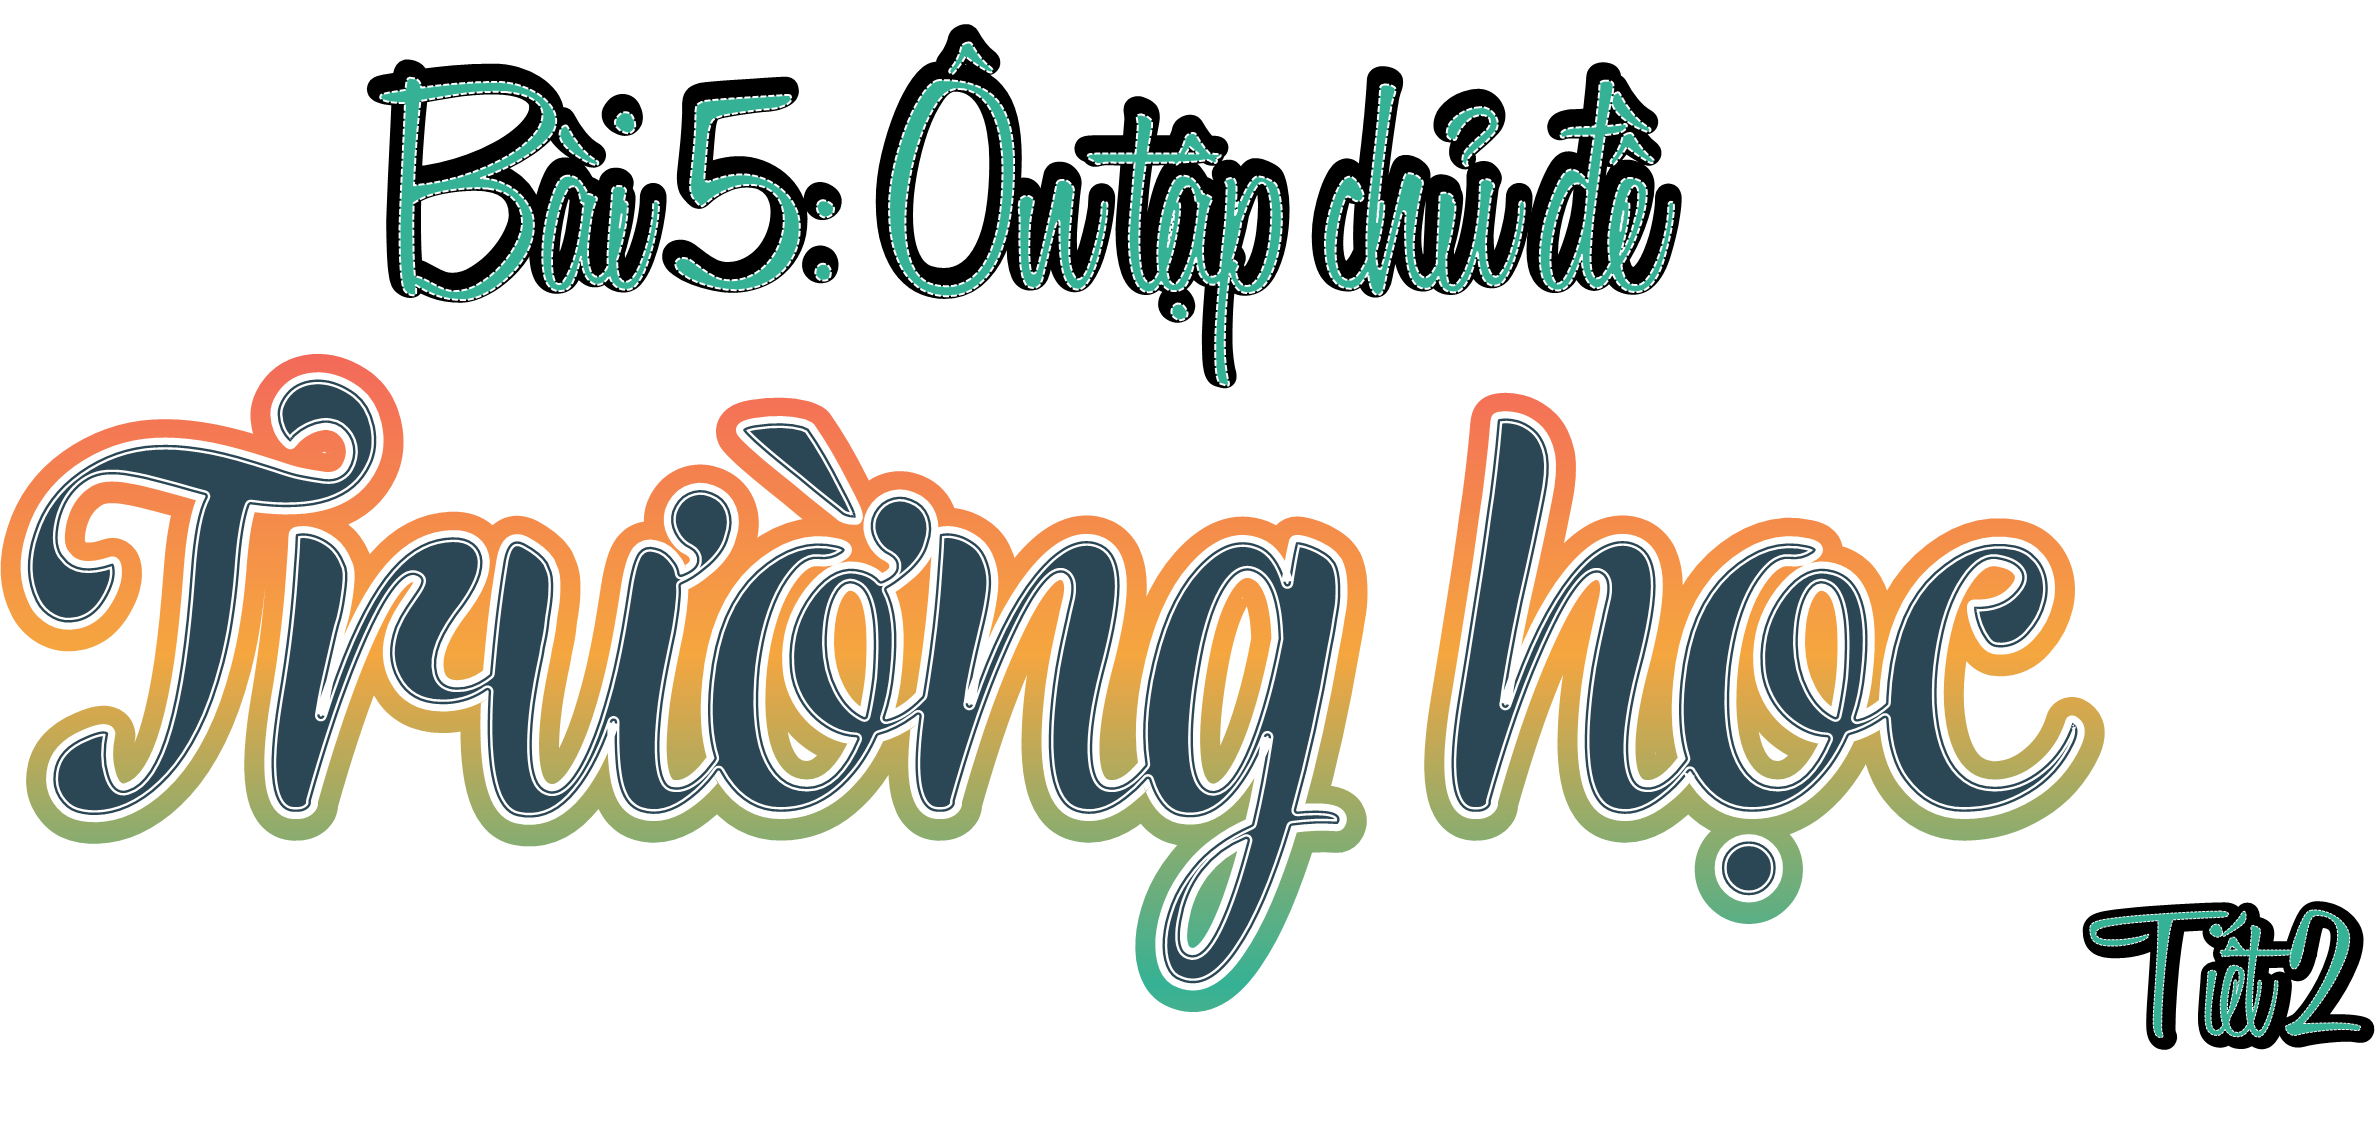 Bài 5: Ôn tập chủ đề
Trường học
Tiết 2